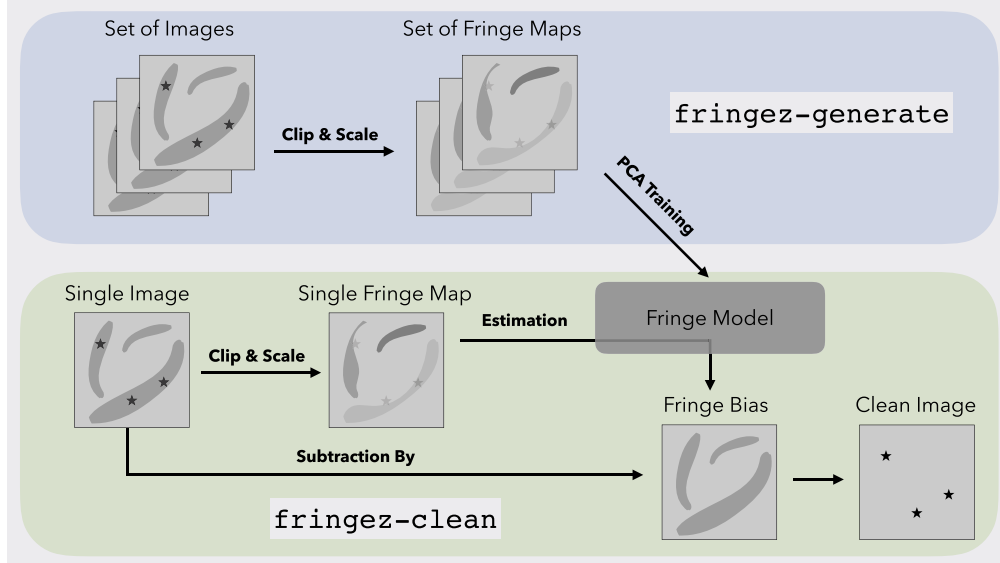 Set of Images
Set of Fringe Maps
Clip & Scale
fringez-generate
PCA Training
Single Image
Single Fringe Map
Clip & Scale
Estimation
Fringe Model
Fringe Bias
Clean Image
Subtraction By
fringez-clean